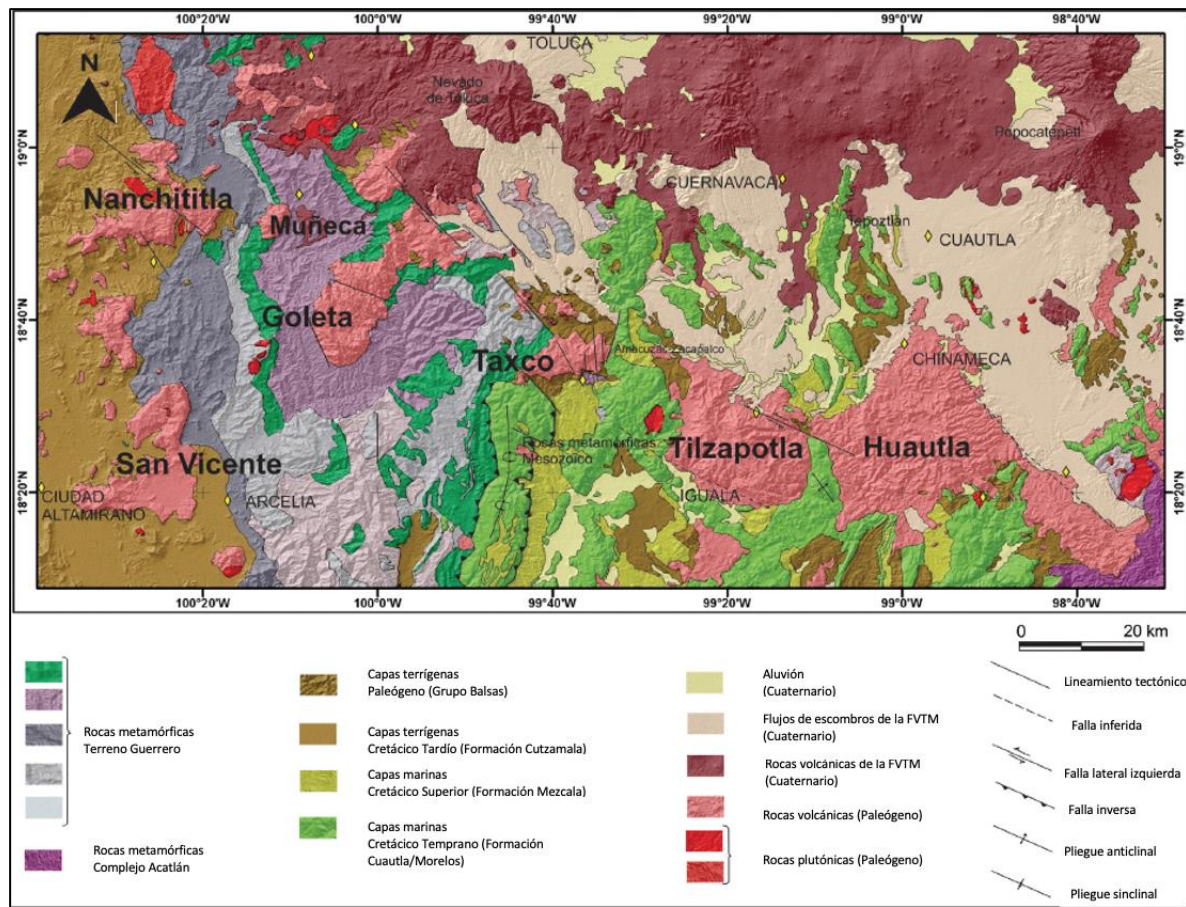 100°20'W 100°00'W 99°40'W 99°20'W 99°00'W 98°40'W
N
TOLUCA
Nevado
de Toluca
Popocatepetl
19°0'N 19°0'N
Nanchititla
CUERNAVACA
Muñeca
Tepoztlan
CUAUTLA
18°40'N 18°40'N
Goleta
Taxco
CHINAMECA
Rocas metamórficas
Mesozoico
Tilzapotla
Huautla
San Vicente
18°20'N 18°20'N
CIUDAD
ALTAMIRANO
ARCELIA
IGUALA
100°20'W 100°00'W 99°40'W 99°20'W 99°00'W 98°40'W
0 20 km
Rocas metamórficas
Terreno Guerrero
Rocas metamórficas
Complejo Acatlán
Capas terrígenas
Paleógeno (Grupo Balsas)
Capas terrígenas
Cretácico Tardío (Formación Cutzamala)
Capas marinas
Cretácico Superior (Formación Mezcala)
Capas marinas
Cretácico Temprano (Formación
Cuautla/Morelos)
Aluvión
(Cuaternario)
Flujos de escombros de la FVTM
(Cuaternario)
Rocas volcánicas de la FVTM
(Cuaternario)
Rocas volcánicas (Paleógeno)
Rocas plutónicas (Paleógeno)
Lineamiento tectónico
Falla inferida
Falla lateral izquierda
Falla inversa
Pliegue anticlinal
Pliegue sinclinal